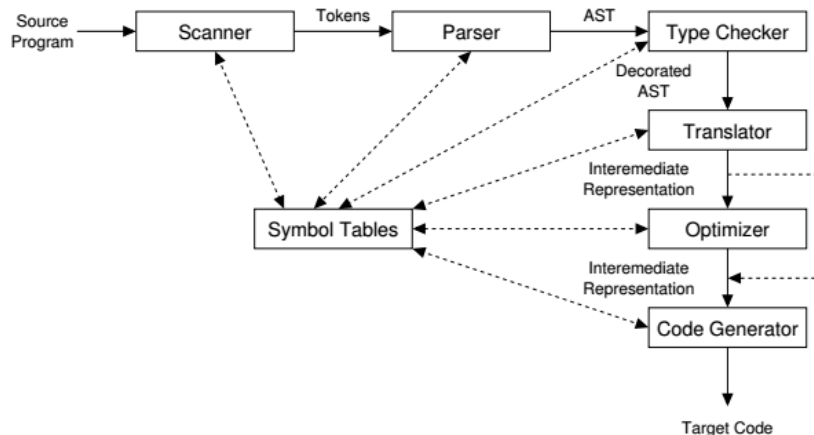 Source
Program
Scanner
Tokens
Parser
AST
Type Checker
Decorated
AST
Translator
Interemediate
Representation
Symbol Tables
Optimizer
Interemediate
Representation
Code Generator
Target Code